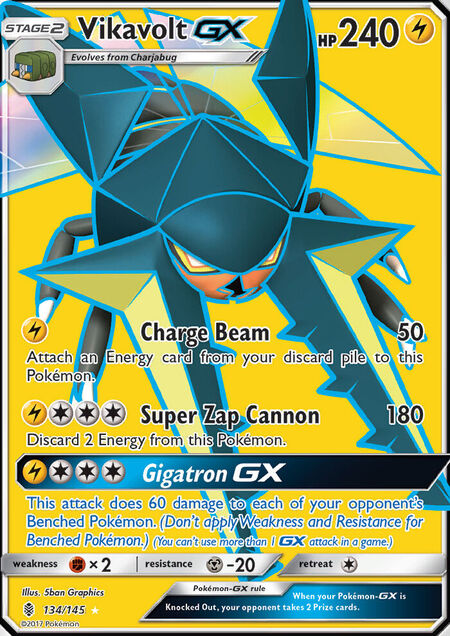 STAGE2 Vikavolt GX HP240
Evolves from Charjabug
Charge Beam 50
Attach an Energy card from your discard pile to this
Pokémon.
Super Zap Cannon 180
Discard 2 Energy from this Pokémon.
Gigatron GX
This attack does 60 damage to each of your opponent's
Benched Pokémon. (Don't apply Weakness and Resistance for
Benched Pokémon.) (You can't use more than 1 GX attack in a game.)
weakness ×2 resistance -20 retreat
Illus. 5ban Graphics
134/145
©2017 Pokémon
Pokémon-GX rule
When your Pokémon-GX is
Knocked Out, your opponent takes 2 Prize cards.